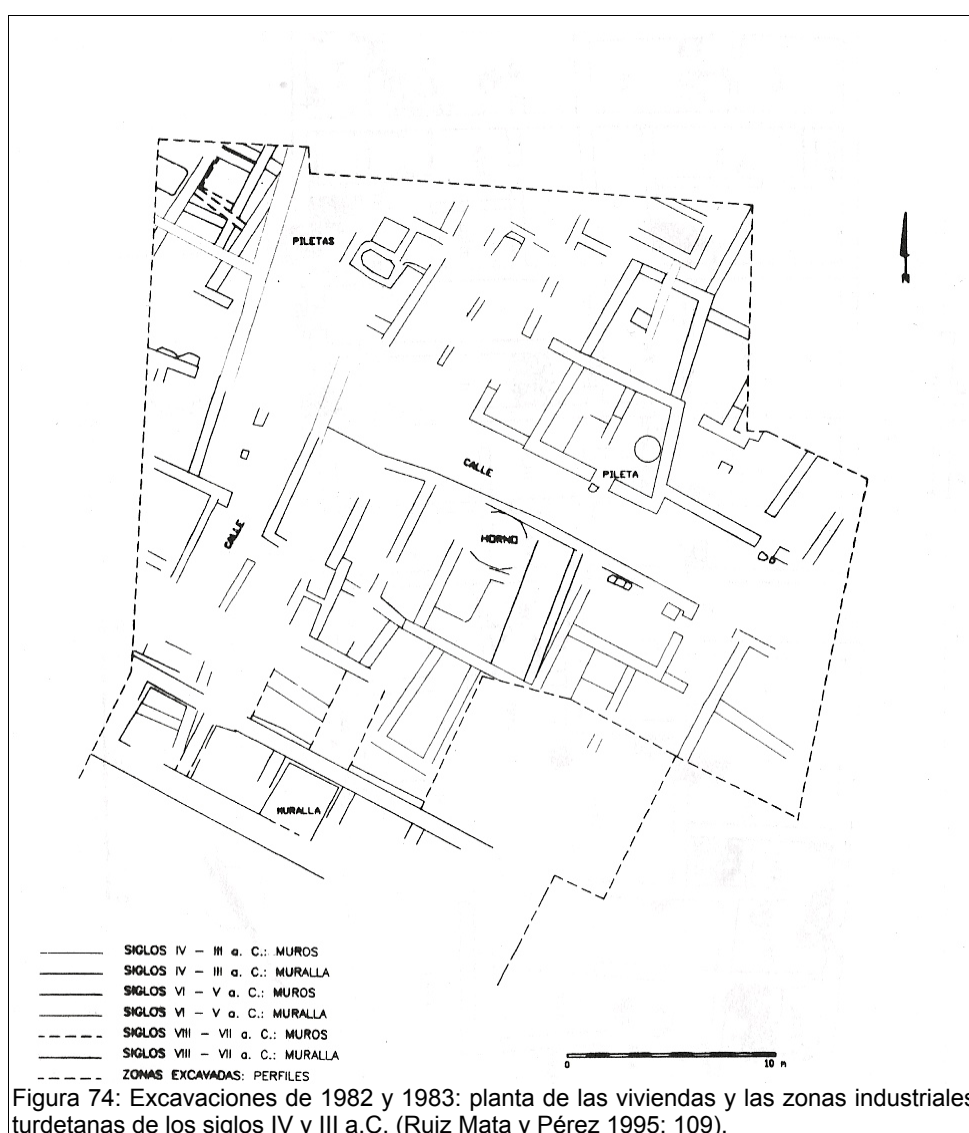 PILETAS
N
CALLE
PILETA
HORNO
CALLE
MURALLA
SIGLOS IV – III a. C.: MUROS
SIGLOS IV – III a. C.: MURALLA
SIGLOS VI – V a. C.: MUROS
SIGLOS VI – V a. C.: MURALLA
SIGLOS VIII – VII a. C.: MUROS
SIGLOS VIII – VII a. C.: MURALLA
ZONAS EXCAVADAS: PERFILES
0 10 m
Figura 74: Excavaciones de 1982 y 1983: planta de las viviendas y las zonas industriales
turdetanas de los siglos IV y III a.C. (Ruiz Mata y Pérez 1995: 109).